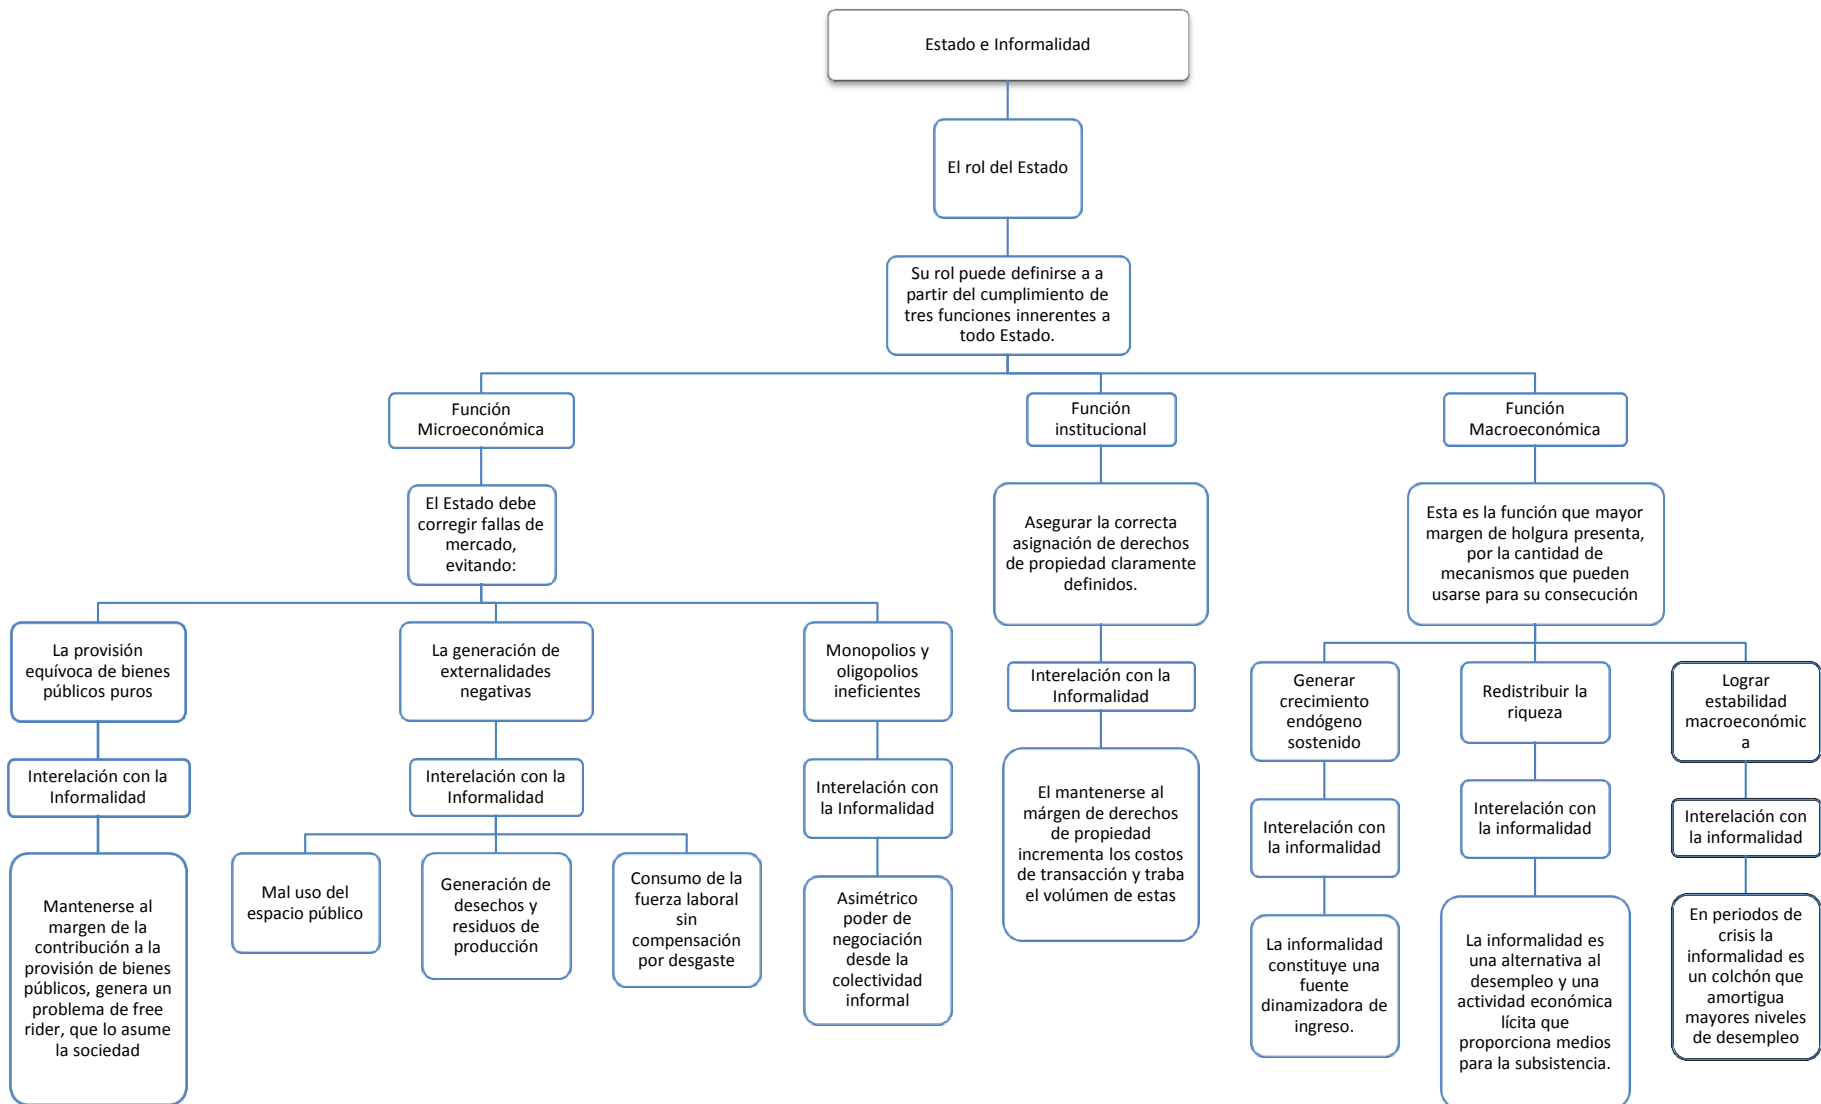 Estado e Informalidad
El rol del Estado
Su rol puede definirse a a
partir del cumplimiento de
tres funciones innerentes a
todo Estado.
Función
Microeconómica
Función
institucional
Función
Macroeconómica
El Estado debe
corregir fallas de
mercado,
evitando:
Asegurar la correcta
asignación de derechos
de propiedad claramente
definidos.
Esta es la función que mayor
margen de holgura presenta,
por la cantidad de
mecanismos que pueden
usarse para su consecución
La provisión
equívoca de bienes
públicos puros
La generación de
externalidades
negativas
Monopolios y
oligopolios
ineficientes
Interelación con la
Informalidad
Generar
crecimiento
endógeno
sostenido
Redistribuir la
riqueza
Lograr
estabilidad
macroeconómic
a
Interelación con la
Informalidad
Interelación con la
Informalidad
Interelación con
la Informalidad
El mantenerse al
márgen de derechos
de propiedad
incrementa los costos
de transacción y traba
el volúmen de estas
Interelación con
la informalidad
Interelación con
la informalidad
Interelación con
la informalidad
Mantenerse al
margen de la
contribución a la
provisión de bienes
públicos, genera un
problema de free
rider, que lo asume
la sociedad
Mal uso del
espacio público
Generación de
desechos y
residuos de
producción
Consumo de la
fuerza laboral
sin
compensación
por desgaste
Asimétrico
poder de
negociación
desde la
colectividad
informal
La informalidad
constituye una
fuente
dinamizadora de
ingreso.
La informalidad es
una alternativa al
desempleo y una
actividad económica
lícita que
proporciona medios
para la subsistencia.
En periodos de
crisis la
informalidad es
un colchón que
amortigua
mayores niveles
de desempleo